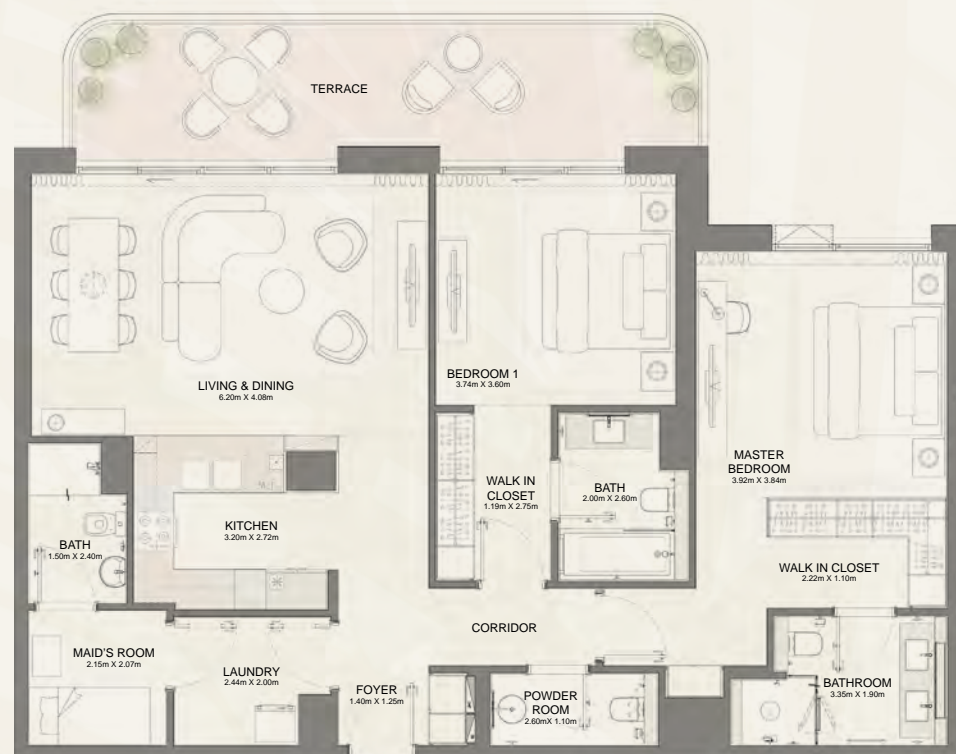 TERRACE
LIVING & DINING
6.20m X 4.08m
BEDROOM 1
3.74m X 3.60m
MASTER
BEDROOM
3.92m X 3.84m
WALK IN
CLOSET
1.19m X 2.75m
BATH
2.00m X 2.60m
KITCHEN
3.20m X 2.72m
BATH
1.50m X 2.40m
WALK IN CLOSET
2.22m X 1.10m
CORRIDOR
MAID'S ROOM
2.15m X 2.07m
LAUNDRY
2.44m X 2.00m
FOYER
1.40m X 1.25m
POWDER
ROOM
2.60mX 1.10m
BATHROOM
3.35m X 1.90m